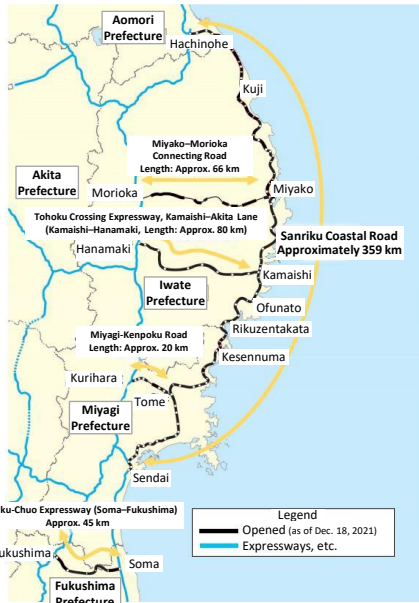 Aomori
Prefecture
Hachinohe
Kuji
Miyako–Morioka
Connecting Road
Length: Approx. 66 km
Akita
Prefecture
Morioka
Miyako
Tohoku Crossing Expressway, Kamaishi–Akita Lane
(Kamaishi–Hanamaki, Length: Approx. 80 km)
Sanriku Coastal Road
Approximately 359 km
Hanamaki
Kamaishi
Iwate
Prefecture
Ofunato
Rikuzentakata
Miyagi-Kenpoku Road
Length: Approx. 20 km
Kesennuma
Kurihara
Tome
Miyagi
Prefecture
Sendai
ku-Chuo Expressway (Soma–Fukushima)
Approx. 45 km
Legend
Opened (as of Dec. 18, 2021)
Expressways, etc.
ukushima
Soma
Fukushima
Prefecture